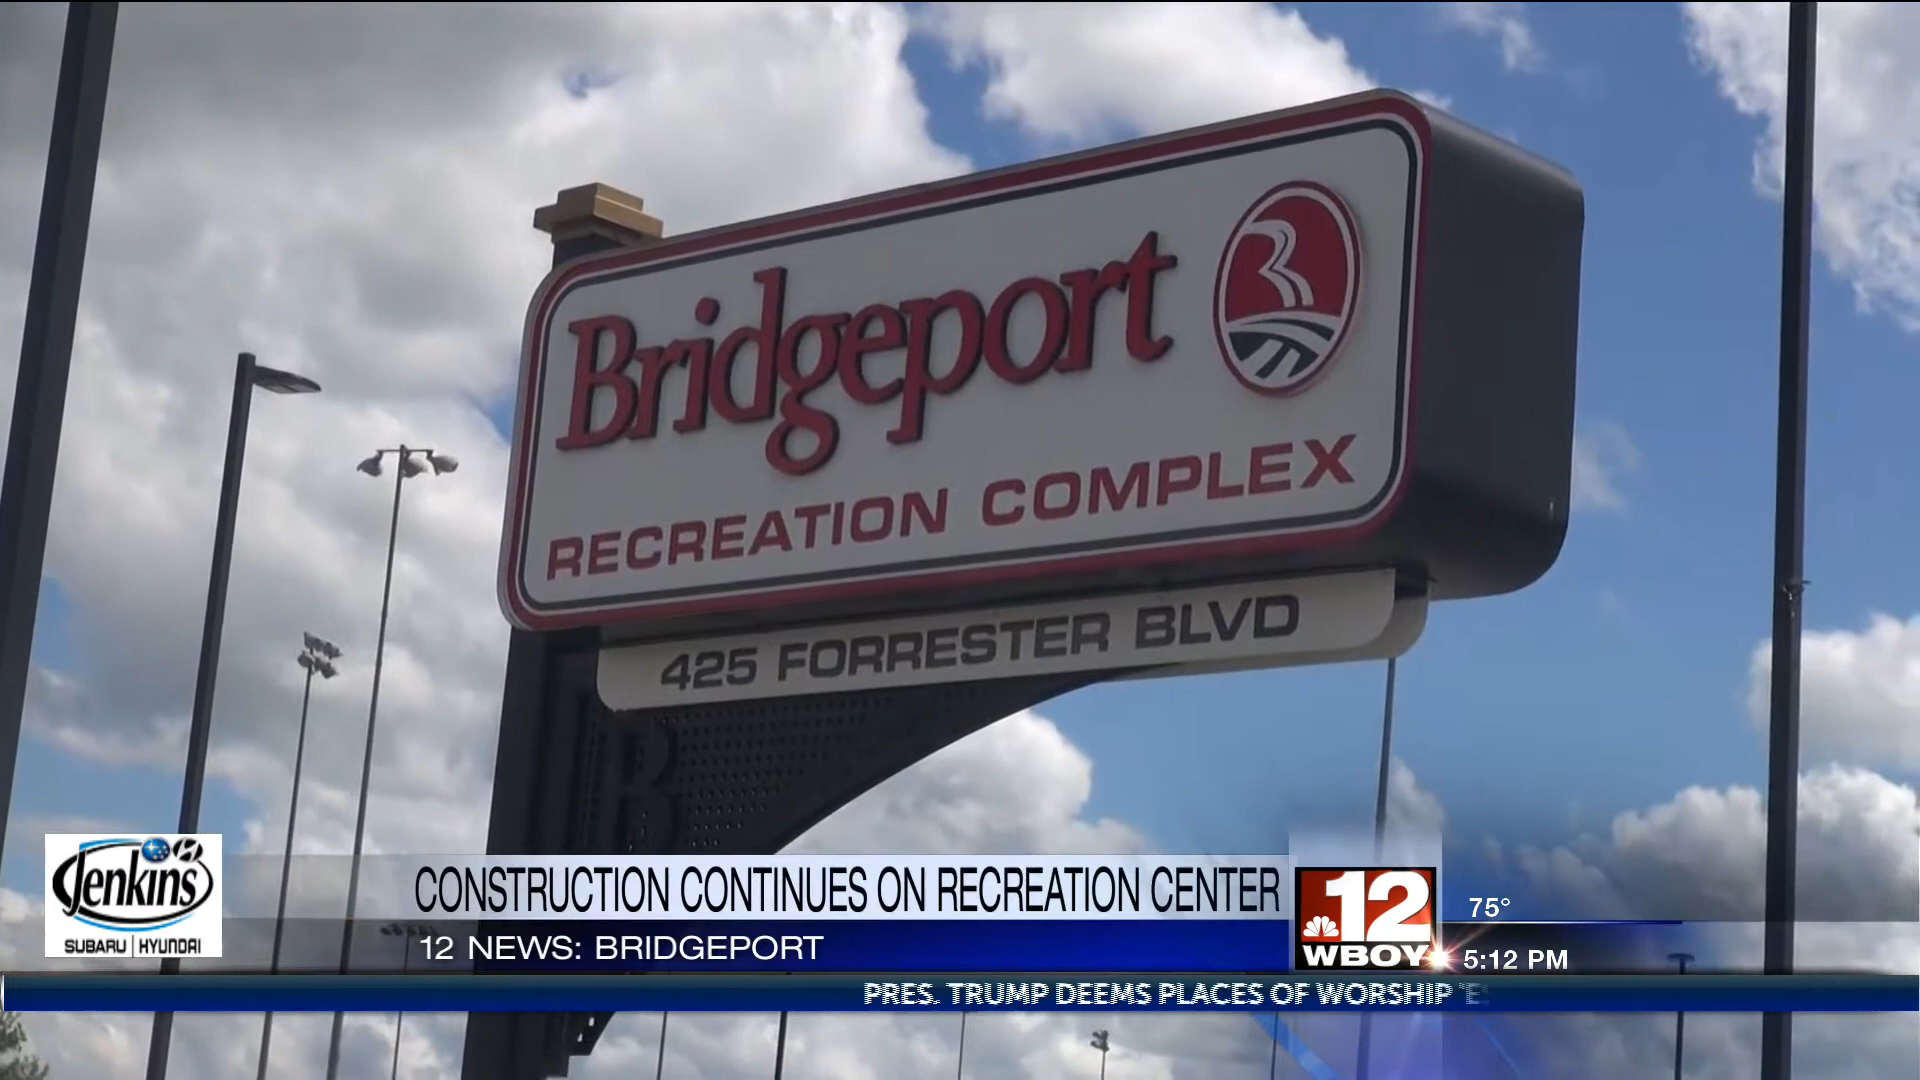 Bridgeport
RECREATION COMPLEX
425 FORRESTER BLVD
Jenkins
SUBARU | HYUNDAI
CONSTRUCTION CONTINUES ON RECREATION CENTER
12 NEWS: BRIDGEPORT
12
WBOY
75°
5:12 PM
PRES. TRUMP DEEMS PLACES OF WORSHIP